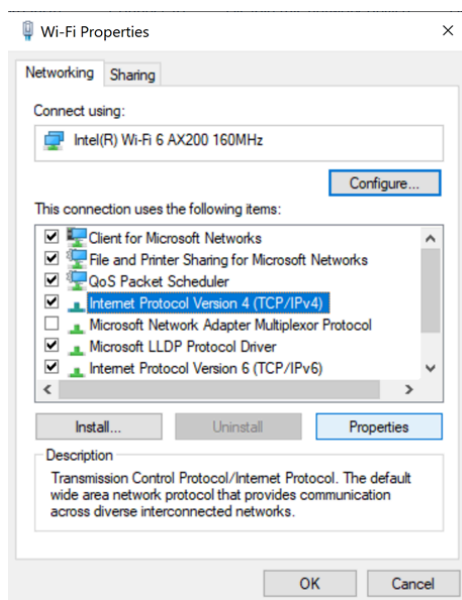 Wi-Fi Properties
Networking
Sharing
Connect using:
Intel(R) Wi-Fi 6 AX200 160MHz
Configure...
This connection uses the following items:
Client for Microsoft Networks
File and Printer Sharing for Microsoft Networks
QoS Packet Scheduler
Internet Protocol Version 4 (TCP/IPv4)
Microsoft Network Adapter Multiplexor Protocol
Microsoft LLDP Protocol Driver
Internet Protocol Version 6 (TCP/IPv6)
Install...
Uninstall
Properties
Description
Transmission Control Protocol/Internet Protocol. The default
wide area network protocol that provides communication
across diverse interconnected networks.
OK
Cancel